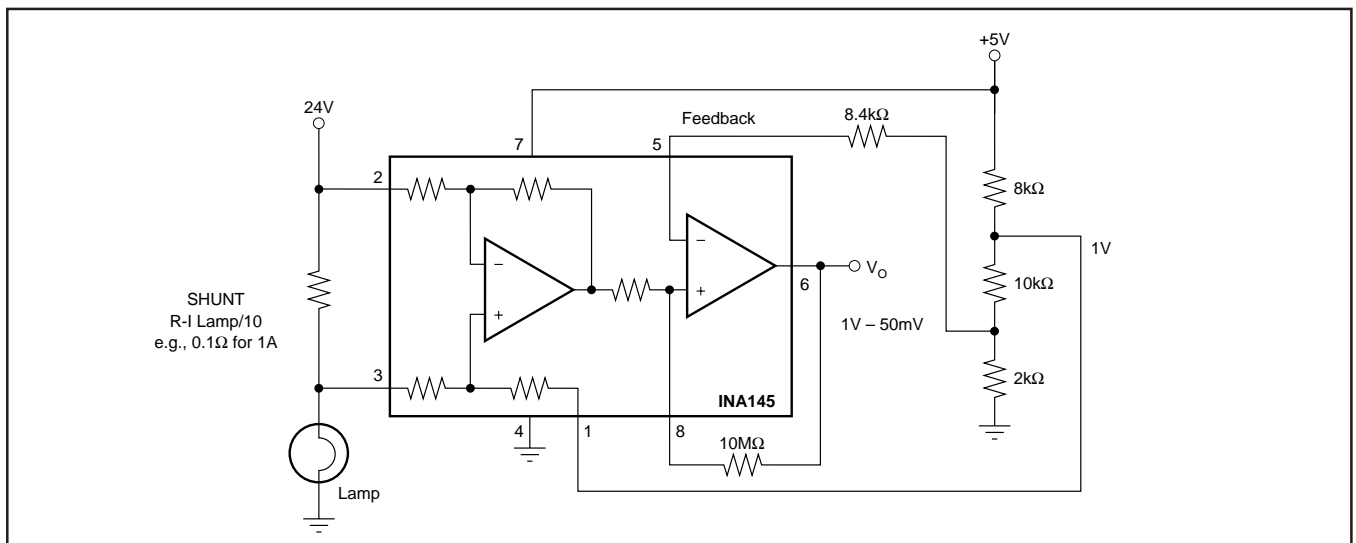 +5V
24V
Feedback
8.4kΩ
7
5
2
8kΩ
1V
−
−
V_O
6
10kΩ
+
+
SHUNT
R-I Lamp/10
e.g., 0.1Ω for 1A
1V – 50mV
3
2kΩ
INA145
4
1
8
10MΩ
Lamp